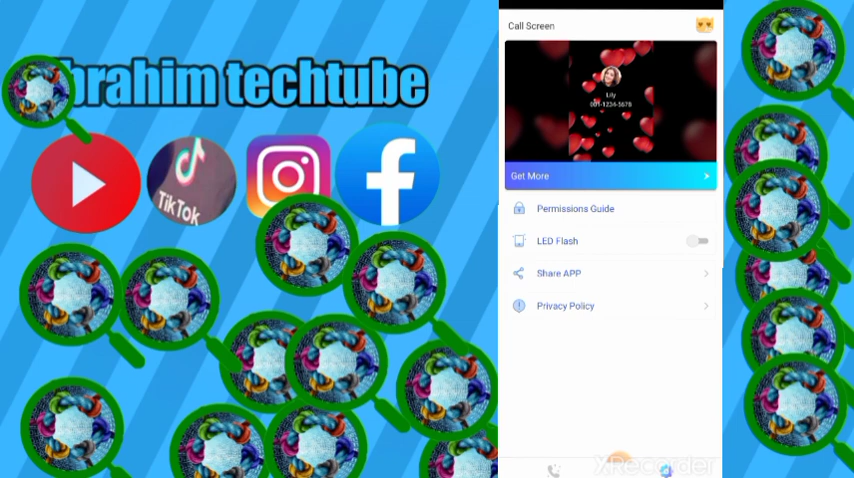 Ibrahim techtube
TikTok
Call Screen
Lily
001-1234-5678
Get More
Permissions Guide
LED Flash
Share APP
Privacy Policy
XRecorder